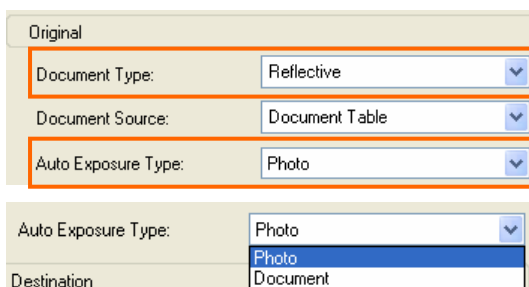 Original
Document Type: Reflective
Document Source: Document Table
Auto Exposure Type: Photo
Auto Exposure Type: Photo
Photo
Destination Document